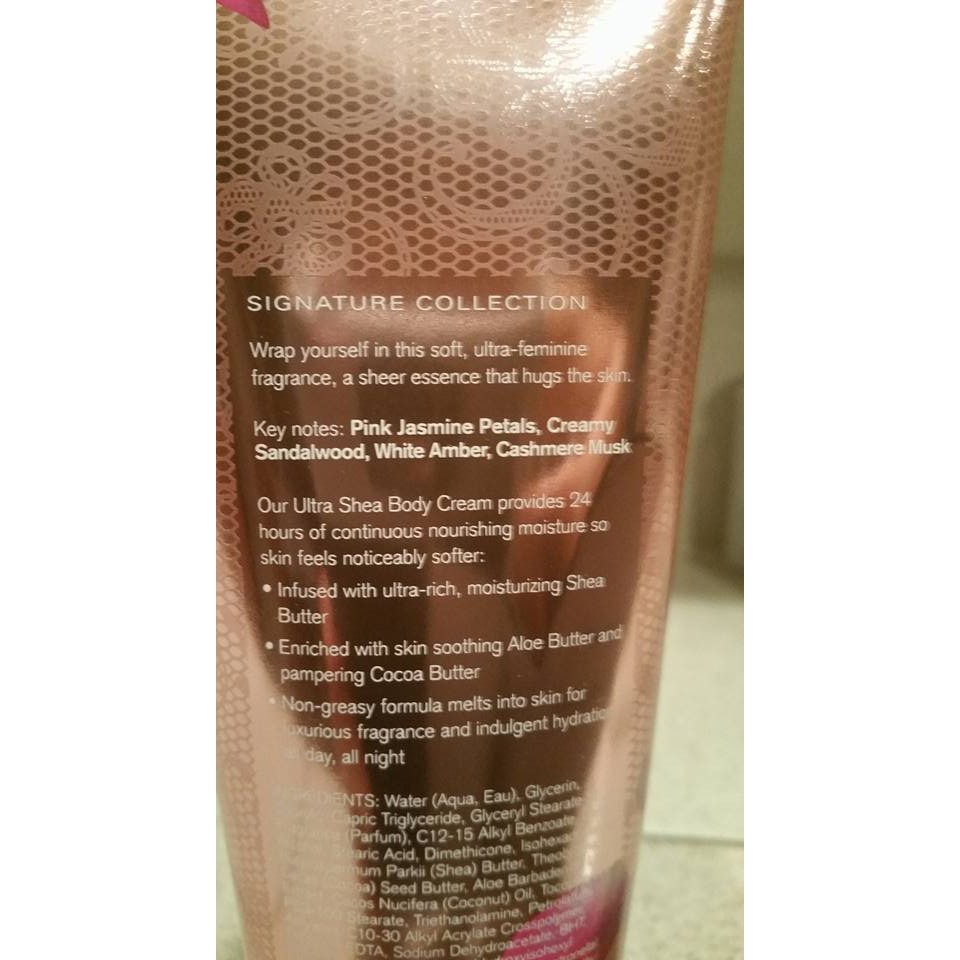 SIGNATURE COLLECTION
Wrap yourself in this soft, ultra-feminine
fragrance, a sheer essence that hugs the skin.
Key notes: Pink Jasmine Petals, Creamy
Sandalwood, White Amber, Cashmere Musk
Our Ultra Shea Body Cream provides 24
hours of continuous nourishing moisture so
skin feels noticeably softer:
• Infused with ultra-rich, moisturizing Shea
Butter
• Enriched with skin soothing Aloe Butter and
pampering Cocoa Butter
• Non-greasy formula melts into skin for
luxurious fragrance and indulgent hydration
all day, all night
INGREDIENTS: Water (Aqua, Eau), Glycerin,
Capric Triglyceride, Glyceryl Stearate
(Parfum), C12-15 Alkyl Benzoate,
Stearic Acid, Dimethicone,
Parkii (Shea) Butter,
Seed Butter, Aloe
Nucifera (Coconut) Oil,
Stearate, Triethanolamine,
C10-30 Alkyl Acrylate
Sodium Dehydroacetate, BHT,